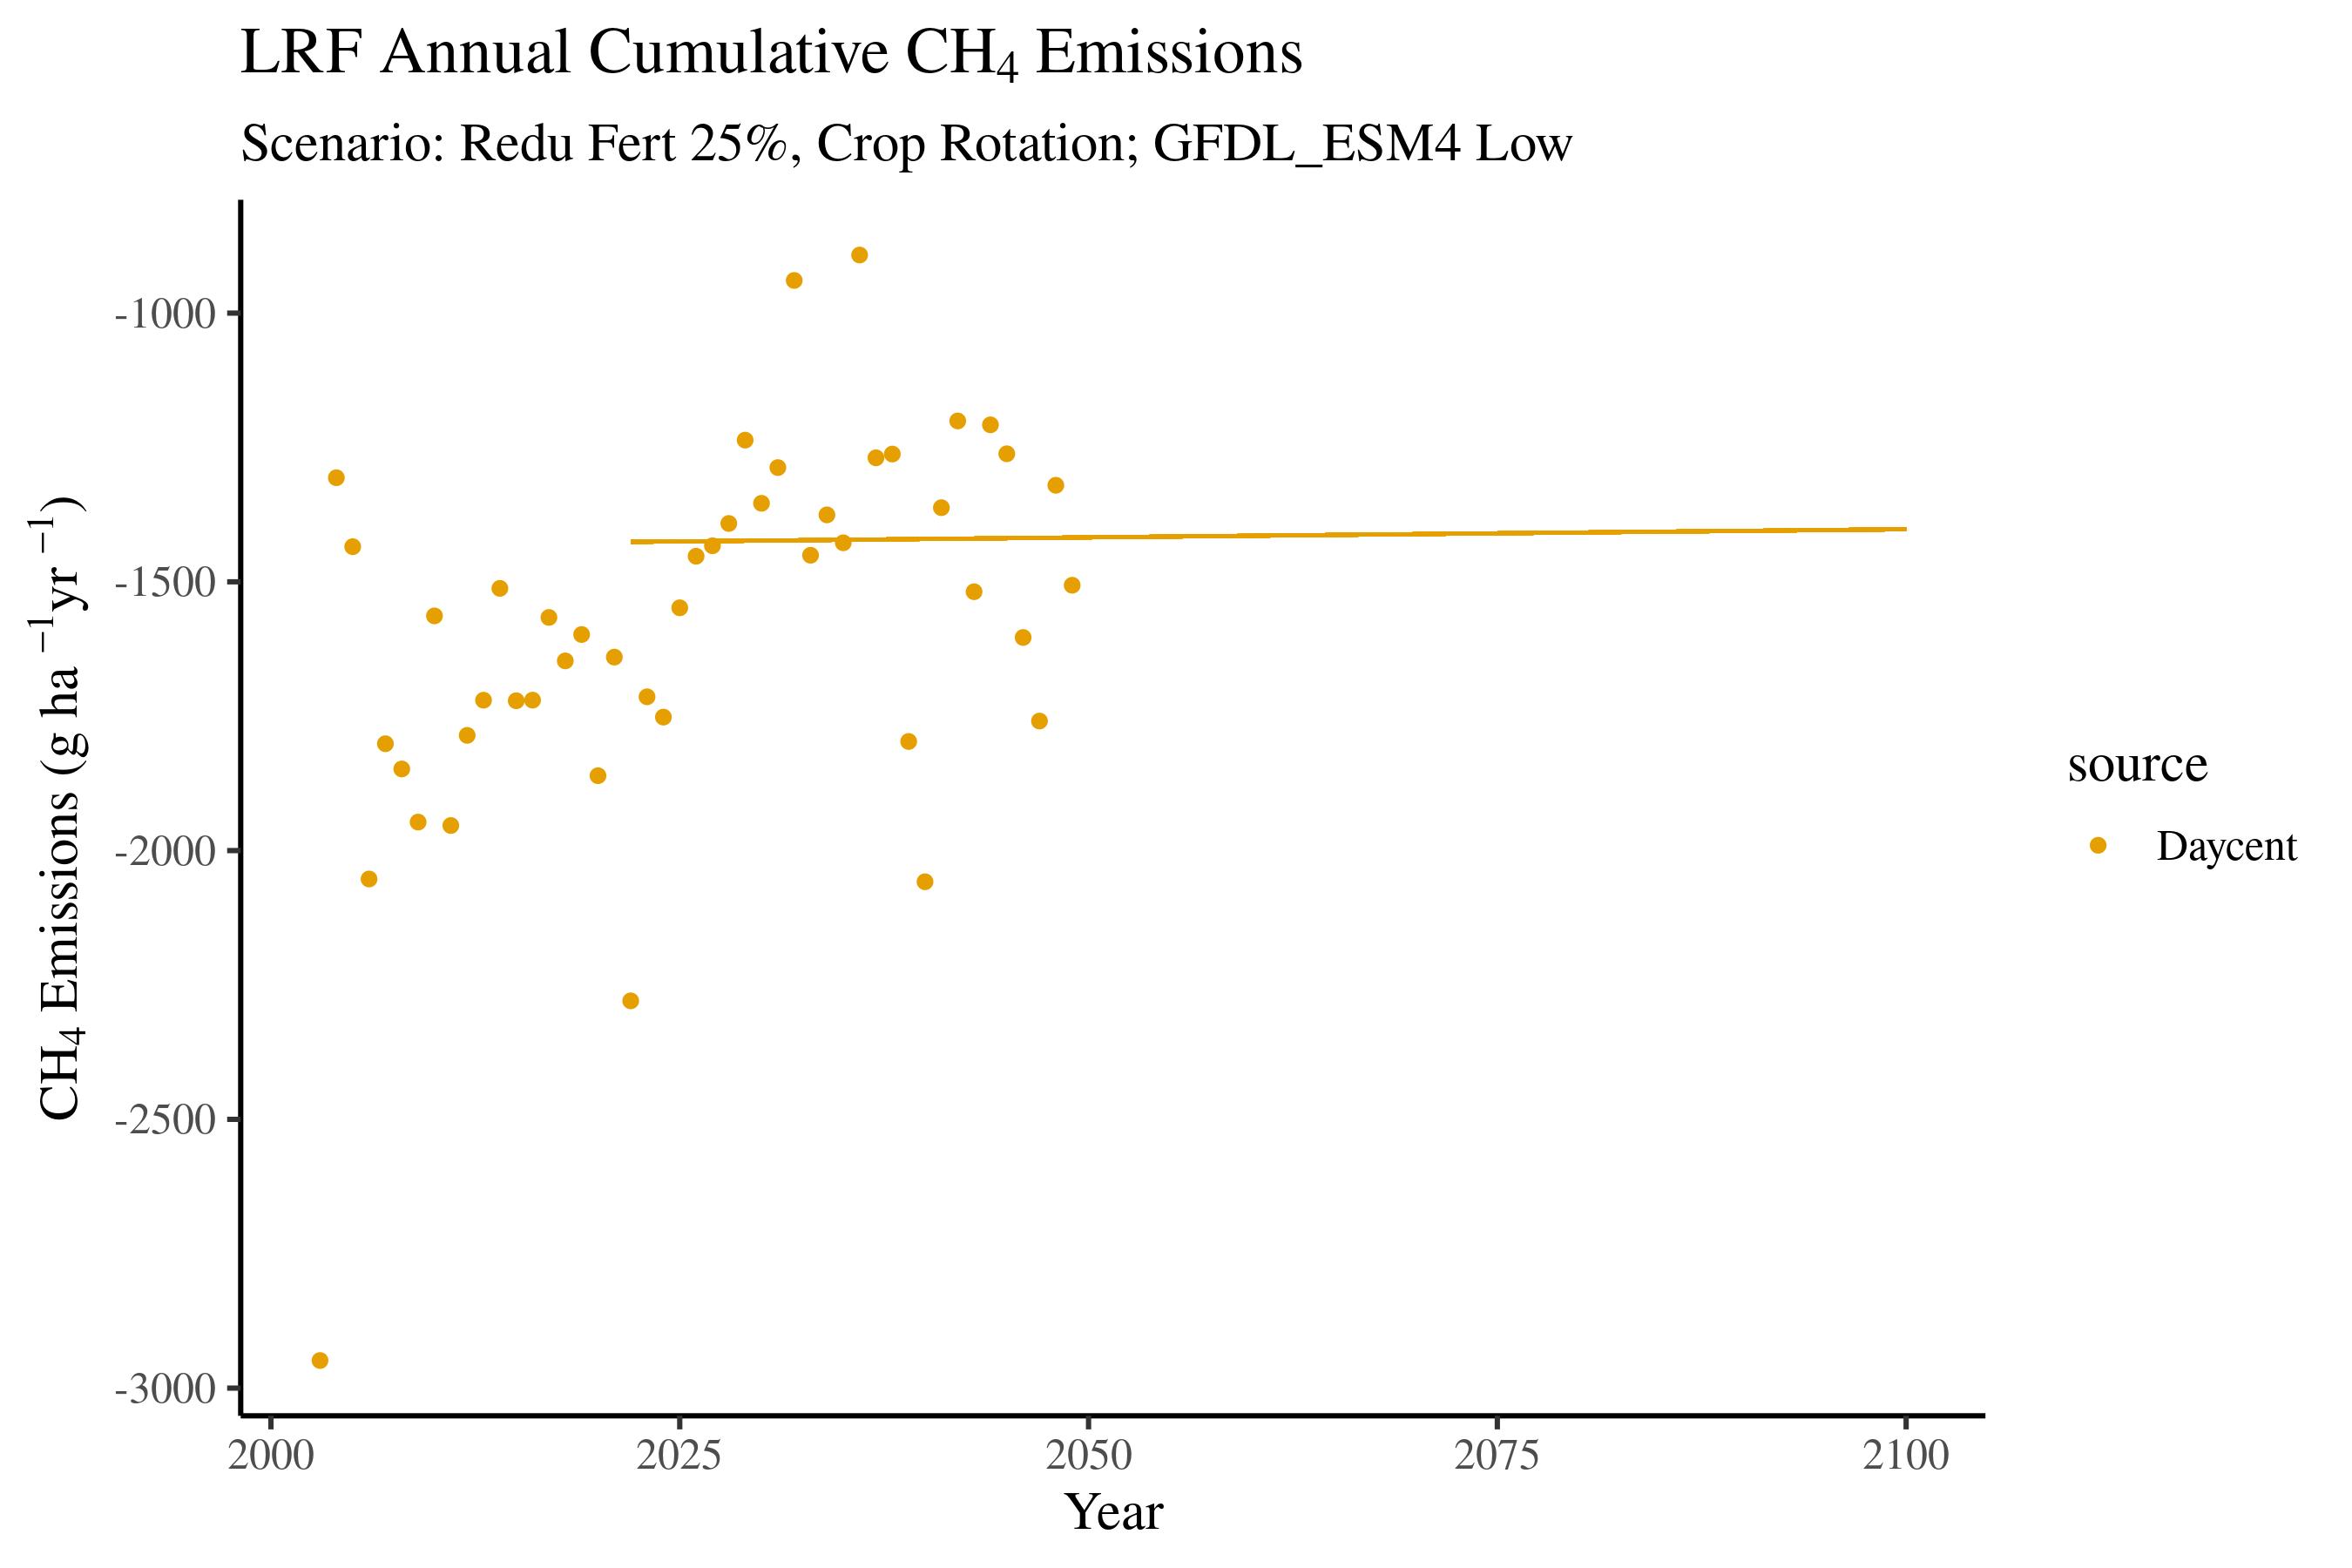 LRF Annual Cumulative CH₄ Emissions
Scenario: Redu Fert 25%, Crop Rotation; GFDL_ESM4 Low
CH₄ Emissions (g ha ⁻¹yr ⁻¹)
-1000
-1500
-2000
-2500
-3000
2000 2025 2050 2075 2100
Year
source
Daycent